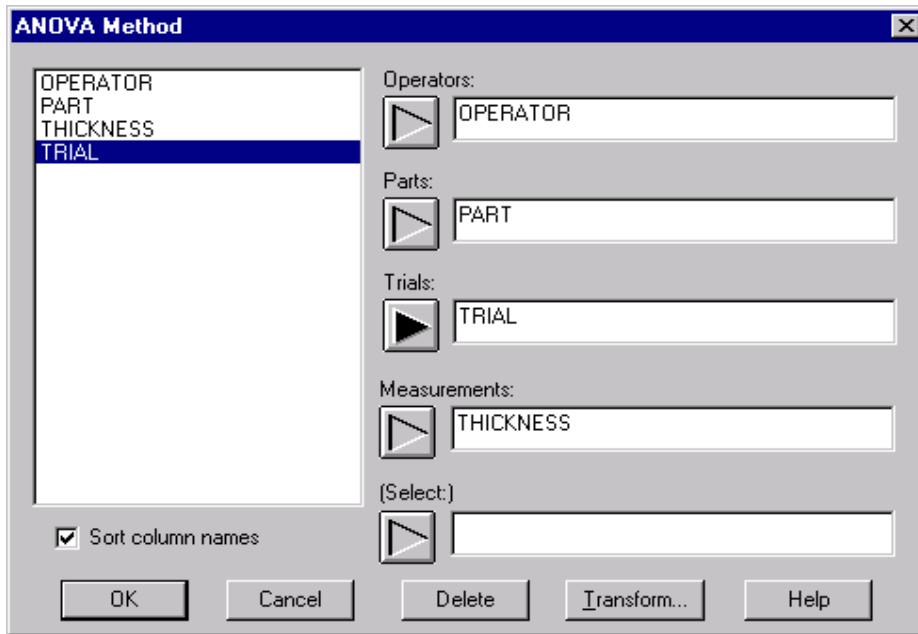 ANOVA Method
OPERATOR
PART
THICKNESS
TRIAL
Sort column names
Operators:
OPERATOR
Parts:
PART
Trials:
TRIAL
Measurements:
THICKNESS
(Select:)
OK
Cancel
Delete
Transform...
Help